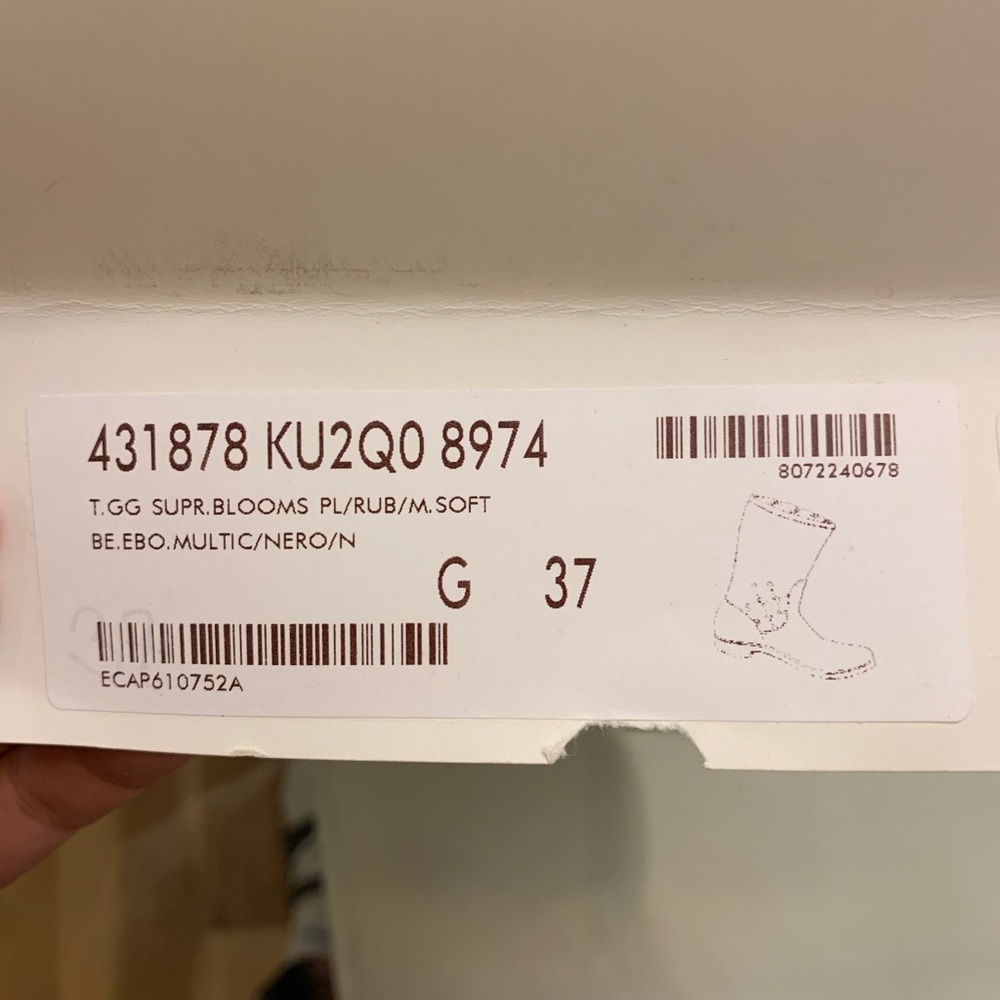 431878 KU2Q0 8974
8072240678
T.GG SUPR.BLOOMS PL/RUB/M.SOFT
BE.EBO.MULTIC/NERO/N
G 37
ECAP610752A